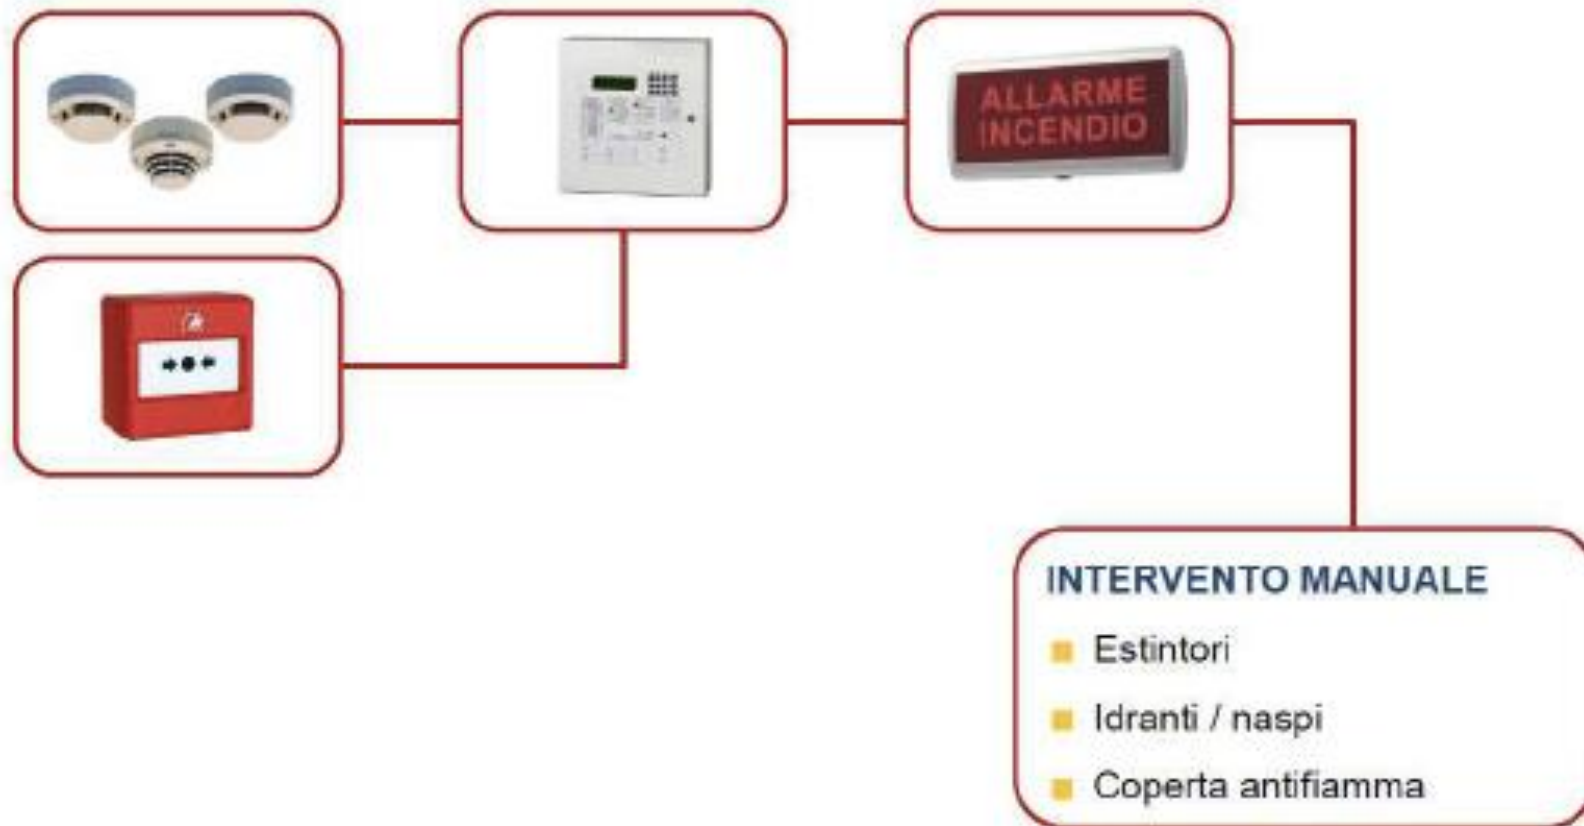 ALLARME
INCENDIO
INTERVENTO MANUALE
Estintori
Idranti / naspi
Coperta antifiamma